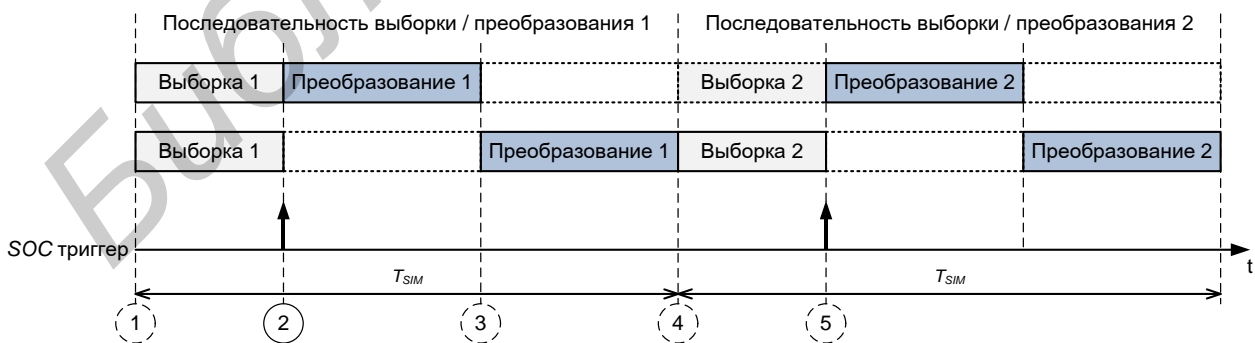 Последовательность выборки / преобразования 1 Последовательность выборки / преобразования 2
Выборка 1 Преобразование 1 Выборка 2 Преобразование 2
Выборка 1 Преобразование 1 Выборка 2 Преобразование 2
SOC триггер
t
TSIM TSIM
1 2 3 4 5